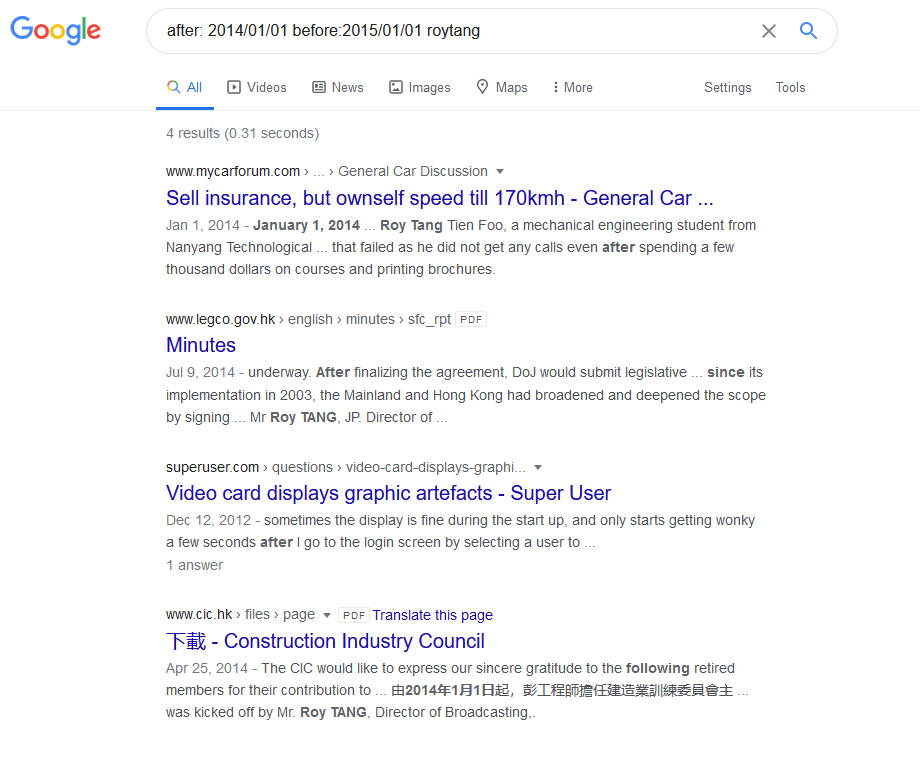 Google
after: 2014/01/01 before:2015/01/01 roytang
All Videos News Images Maps More Settings Tools
4 results (0.31 seconds)
www.mycarforum.com › ... › General Car Discussion
Sell insurance, but ownself speed till 170kmh - General Car ...
Jan 1, 2014 - January 1, 2014 ... Roy Tang Tien Foo, a mechanical engineering student from
Nanyang Technological ... that failed as he did not get any calls even after spending a few
thousand dollars on courses and printing brochures.
www.legco.gov.hk › english › minutes › sfc_rpt PDF
Minutes
Jul 9, 2014 - underway. After finalizing the agreement, DoJ would submit legislative ... since its
implementation in 2003, the Mainland and Hong Kong had broadened and deepened the scope
by signing ... Mr Roy TANG, JP. Director of ...
superuser.com › questions › video-card-displays-graphi...
Video card displays graphic artefacts - Super User
Dec 12, 2012 - sometimes the display is fine during the start up, and only starts getting wonky
a few seconds after I go to the login screen by selecting a user to ...
1 answer
www.cic.hk › files › page PDF Translate this page
下載 - Construction Industry Council
Apr 25, 2014 - The CIC would like to express our sincere gratitude to the following retired
members for their contribution to ... 由2014年1月1日起，彭工程師擔任建造業訓練委員會主 ...
was kicked off by Mr. Roy TANG, Director of Broadcasting,.